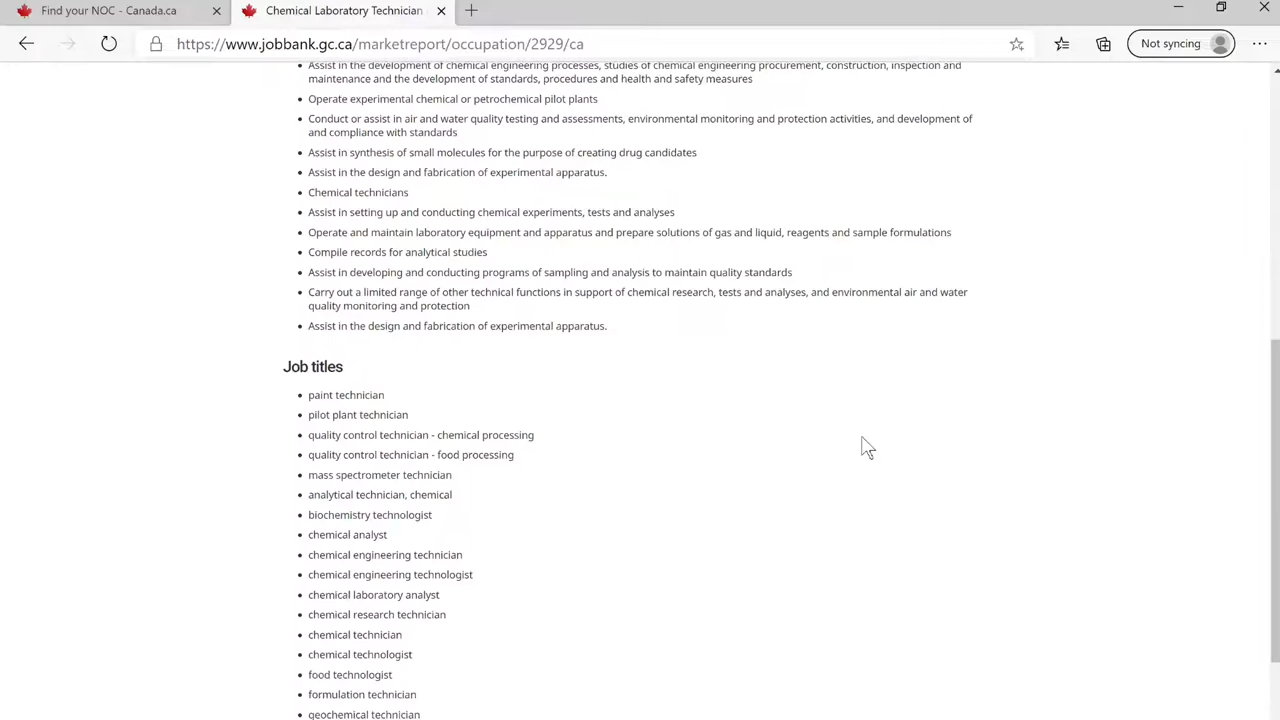 Find your NOC - Canada.ca
Chemical Laboratory Technician
https://www.jobbank.gc.ca/marketreport/occupation/2929/ca
Not syncing
Assist in the development of chemical engineering processes, studies of chemical engineering procurement, construction, inspection and
maintenance and the development of standards, procedures and health and safety measures
Operate experimental chemical or petrochemical pilot plants
Conduct or assist in air and water quality testing and assessments, environmental monitoring and protection activities, and development of
and compliance with standards
Assist in synthesis of small molecules for the purpose of creating drug candidates
Assist in the design and fabrication of experimental apparatus.
Chemical technicians
Assist in setting up and conducting chemical experiments, tests and analyses
Operate and maintain laboratory equipment and apparatus and prepare solutions of gas and liquid, reagents and sample formulations
Compile records for analytical studies
Assist in developing and conducting programs of sampling and analysis to maintain quality standards
Carry out a limited range of other technical functions in support of chemical research, tests and analyses, and environmental air and water
quality monitoring and protection
Assist in the design and fabrication of experimental apparatus.
Job titles
paint technician
pilot plant technician
quality control technician - chemical processing
quality control technician - food processing
mass spectrometer technician
analytical technician, chemical
biochemistry technologist
chemical analyst
chemical engineering technician
chemical engineering technologist
chemical laboratory analyst
chemical research technician
chemical technician
chemical technologist
food technologist
formulation technician
geochemical technician